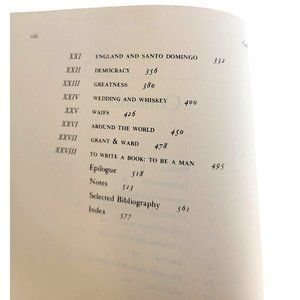 viii
XXI ENGLAND AND SANTO DOMINGO 332
XXII DEMOCRACY 356
XXIII GREATNESS 380
XXIV WEDDING AND WHISKEY 400
XXV WAIFS 426
XXVI AROUND THE WORLD 450
XXVII GRANT & WARD 478
XXVIII TO WRITE A BOOK: TO BE A MAN 495
Epilogue 518
Notes 523
Selected Bibliography 561
Index 577